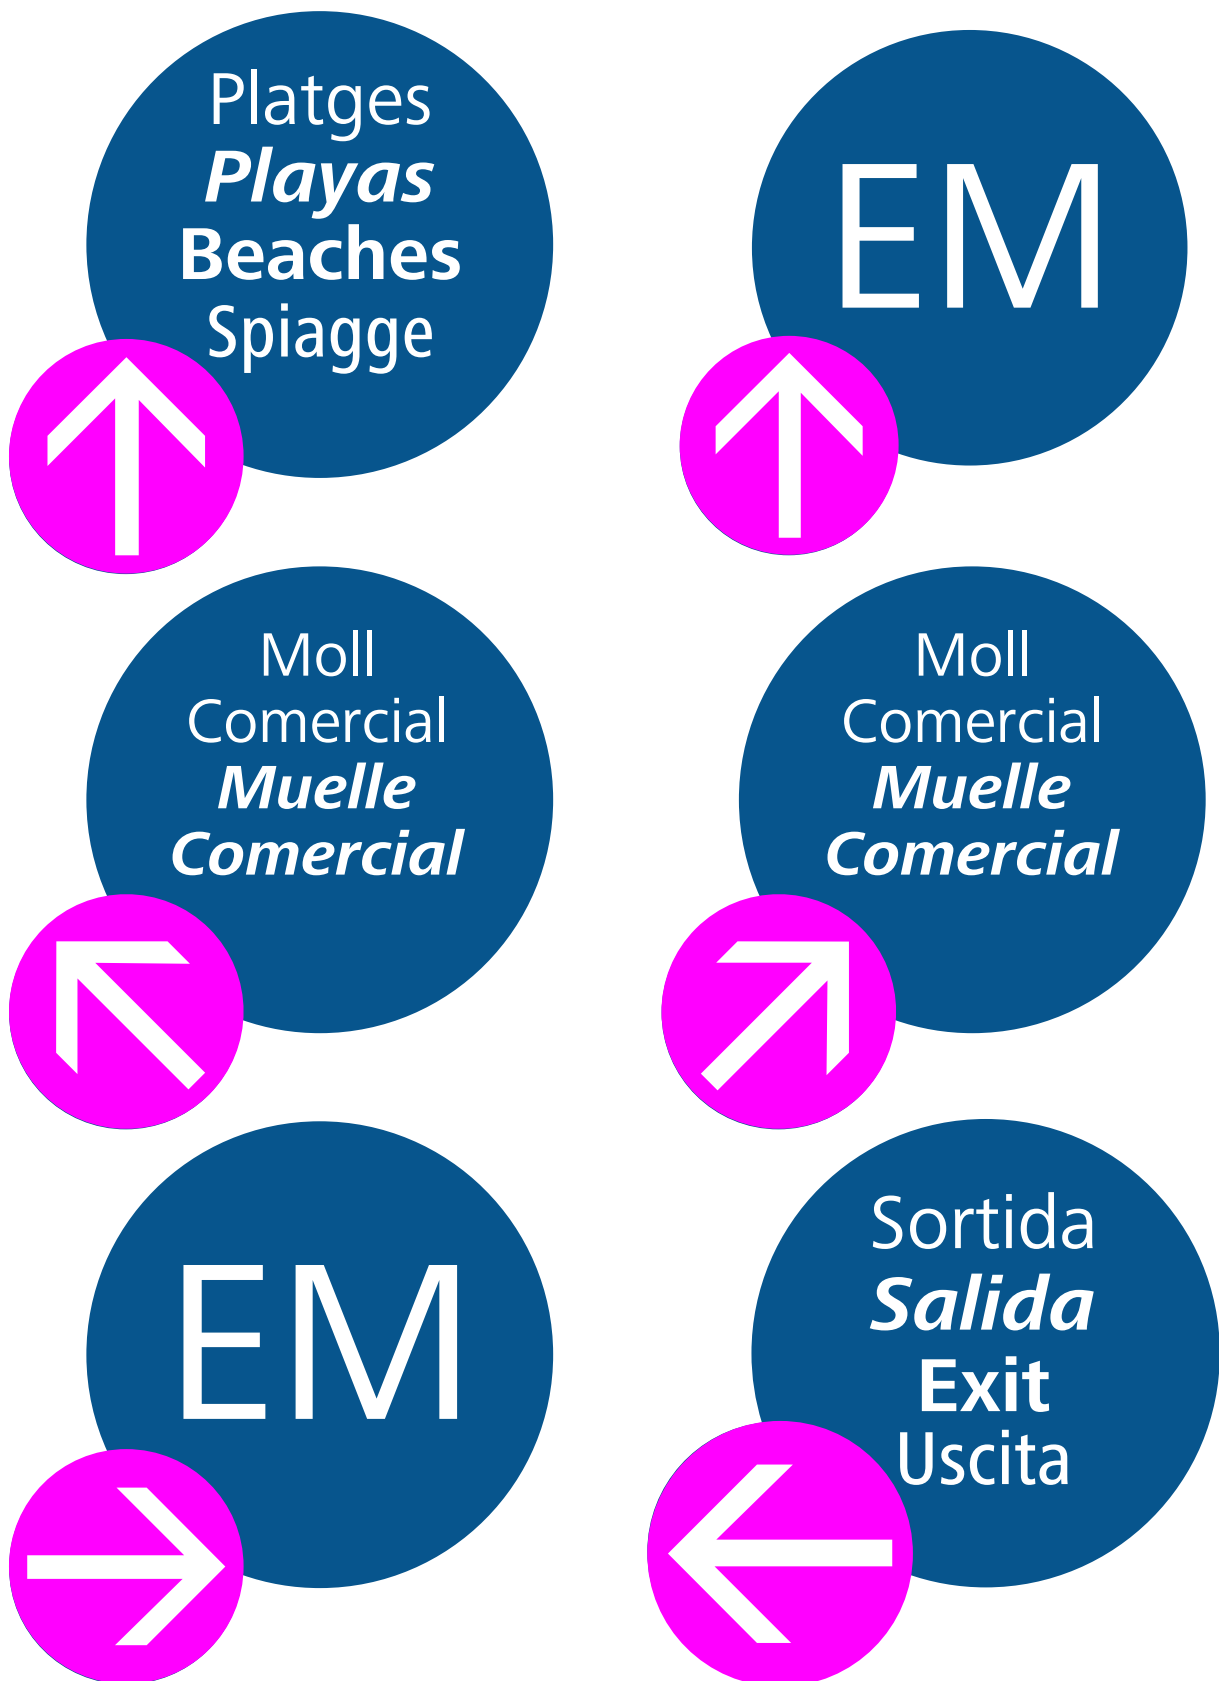 Platges
Playas
Beaches
Spiagge
EM
Moll
Comercial
Muelle
Comercial
Moll
Comercial
Muelle
Comercial
EM
Sortida
Salida
Exit
Uscita